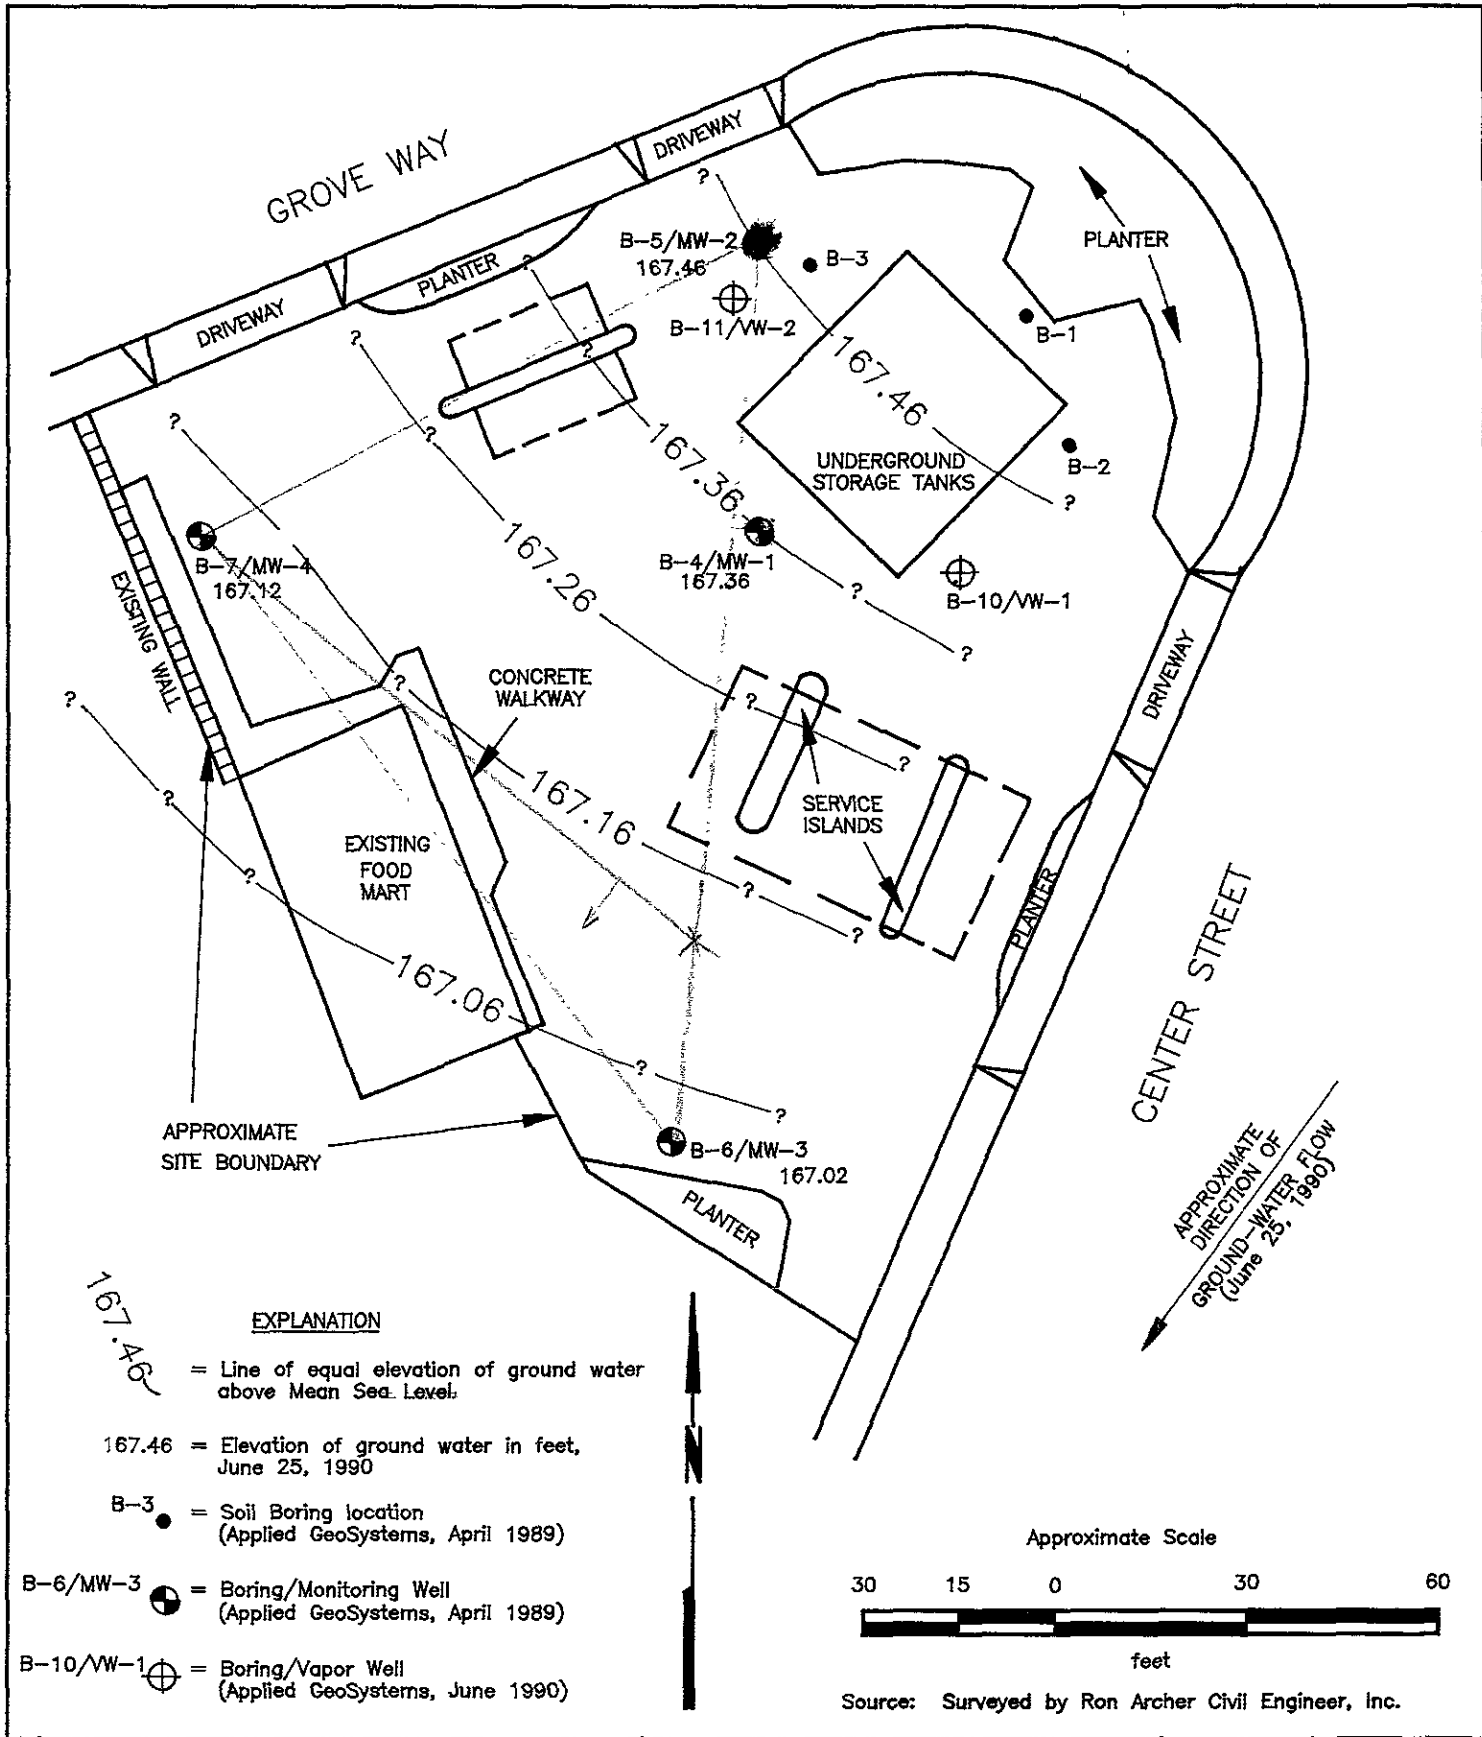 GROVE WAY
DRIVEWAY
DRIVEWAY
PLANTER
PLANTER
?
B-5/MW-2
167.46
B-3
?
B-11/VW-2
B-1
?
?
167.46
?
?
167.36
UNDERGROUND
STORAGE TANKS
B-2
?
B-7/MW-4
167.12
167.26
B-4/MW-1
167.36
?
B-10/VW-1
?
EXISTING WALL
CONCRETE
WALKWAY
?
?
?
?
DRIVEWAY
?
167.16
SERVICE
ISLANDS
EXISTING
FOOD
MART
?
?
?
PLANTER
167.06
CENTER STREET
?
?
APPROXIMATE
SITE BOUNDARY
B-6/MW-3
167.02
PLANTER
APPROXIMATE
DIRECTION OF
GROUND-WATER FLOW
(June 25, 1990)
EXPLANATION
167.46
= Line of equal elevation of ground water
above Mean Sea Level.
167.46 = Elevation of ground water in feet,
June 25, 1990
B-3 = Soil Boring location
(Applied GeoSystems, April 1989)
B-6/MW-3 = Boring/Monitoring Well
(Applied GeoSystems, April 1989)
B-10/VW-1 = Boring/Vapor Well
(Applied GeoSystems, June 1990)
N
Approximate Scale
30 15 0 30 60
feet
Source: Surveyed by Ron Archer Civil Engineer, Inc.